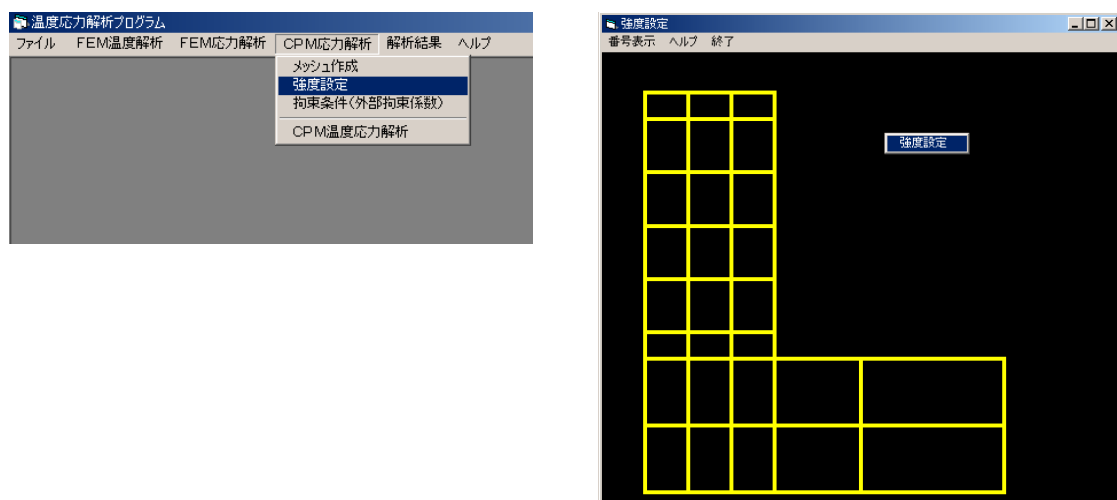 温度応力解析プログラム
ファイル FEM温度解析 FEM応力解析 CPM応力解析 解析結果 ヘルプ
メッシュ作成
強度設定
拘束条件(外部拘束係数)
CPM温度応力解析
強度設定
番号表示 ヘルプ 終了
強度設定